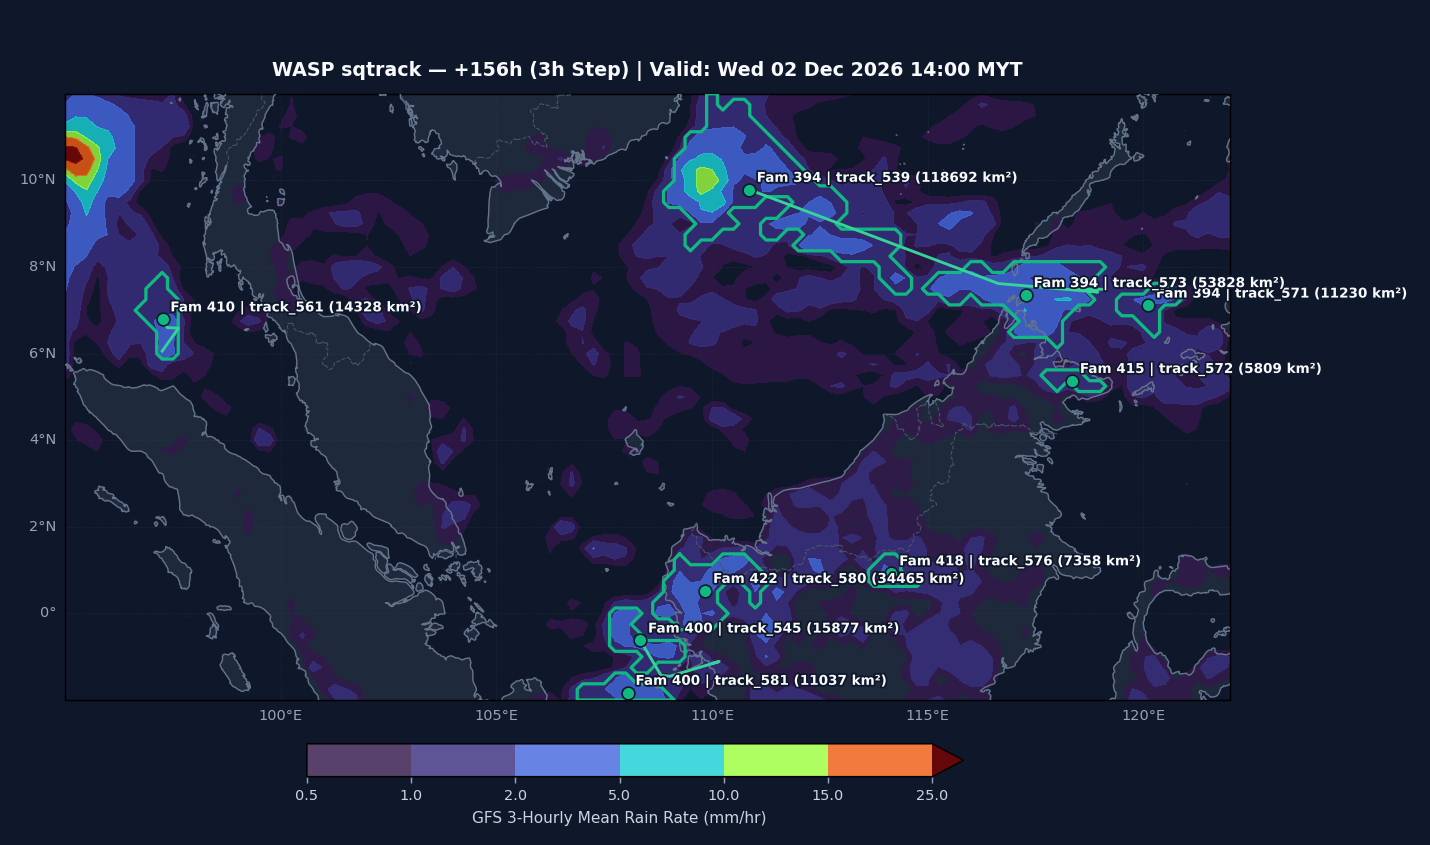 WASP sqtrack — +156h (3h Step) | Valid: Wed 02 Dec 2026 14:00 MYT
10°N
8°N
6°N
4°N
2°N
0°
Fam 394 | track_539 (118692 km²)
Fam 394 | track_573 (53828 km²)
Fam 394 | track_571 (11230 km²)
Fam 410 | track_561 (14328 km²)
Fam 415 | track_572 (5809 km²)
Fam 418 | track_576 (7358 km²)
Fam 422 | track_580 (34465 km²)
Fam 400 | track_545 (15877 km²)
Fam 400 | track_581 (11037 km²)
100°E 105°E 110°E 115°E 120°E
0.5 1.0 2.0 5.0 10.0 15.0 25.0
GFS 3-Hourly Mean Rain Rate (mm/hr)